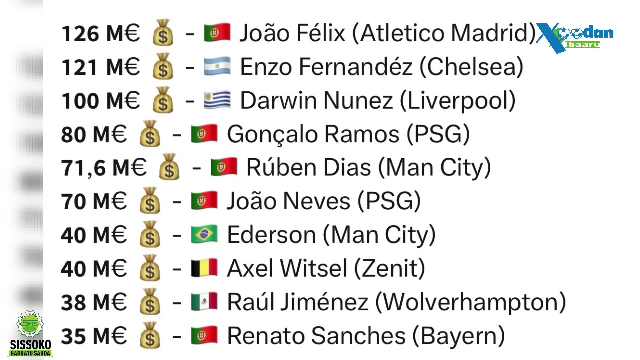 126 M€ 💰 - 🇵🇹 João Félix (Atletico Madrid)
Xoodan
baaru
121 M€ 💰 - 🇦🇷 Enzo Fernandéz (Chelsea)
100 M€ 💰 - 🇺🇾 Darwin Nunez (Liverpool)
80 M€ 💰 - 🇵🇹 Gonçalo Ramos (PSG)
71,6 M€ 💰 - 🇵🇹 Rúben Dias (Man City)
70 M€ 💰 - 🇵🇹 João Neves (PSG)
40 M€ 💰 - 🇧🇷 Ederson (Man City)
40 M€ 💰 - 🇧🇪 Axel Witsel (Zenit)
38 M€ 💰 - 🇲🇽 Raúl Jiménez (Wolverhampton)
35 M€ 💰 - 🇵🇹 Renato Sanches (Bayern)
SISSOKO